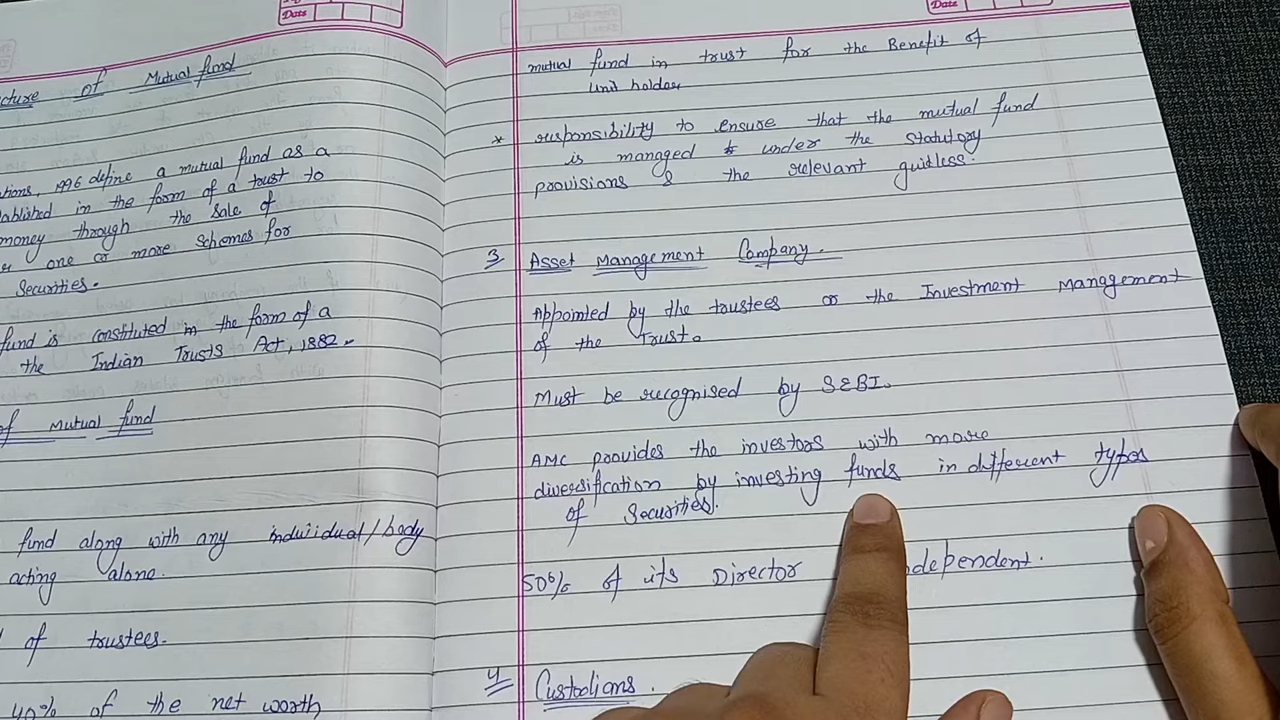 Date
cture of Mutual fund
ations 1996 define a mutual fund as a
tablished in the form of a trust to
money through the sale of
one or more schemes for
Securities.
fund is constituted in the form of a
the Indian Trusts Act, 1882.
of Mutual fund
fund along with any individual/body
acting alone.
of trustees.
40% of the net worth
Date
mutual fund in trust for the Benefit of
unit holder
* responsibility to ensure that the mutual fund
is managed under the statutory
provisions & the relevant guidless.
3 Asset Management Company.
Appointed by the trustees or the Investment Management
of the Trust.
Must be recognised by SEBI.
AMC provides the investors with more
diversification by investing funds in different types
of Securities.
50% of its Director dependent.
4 Custodians.